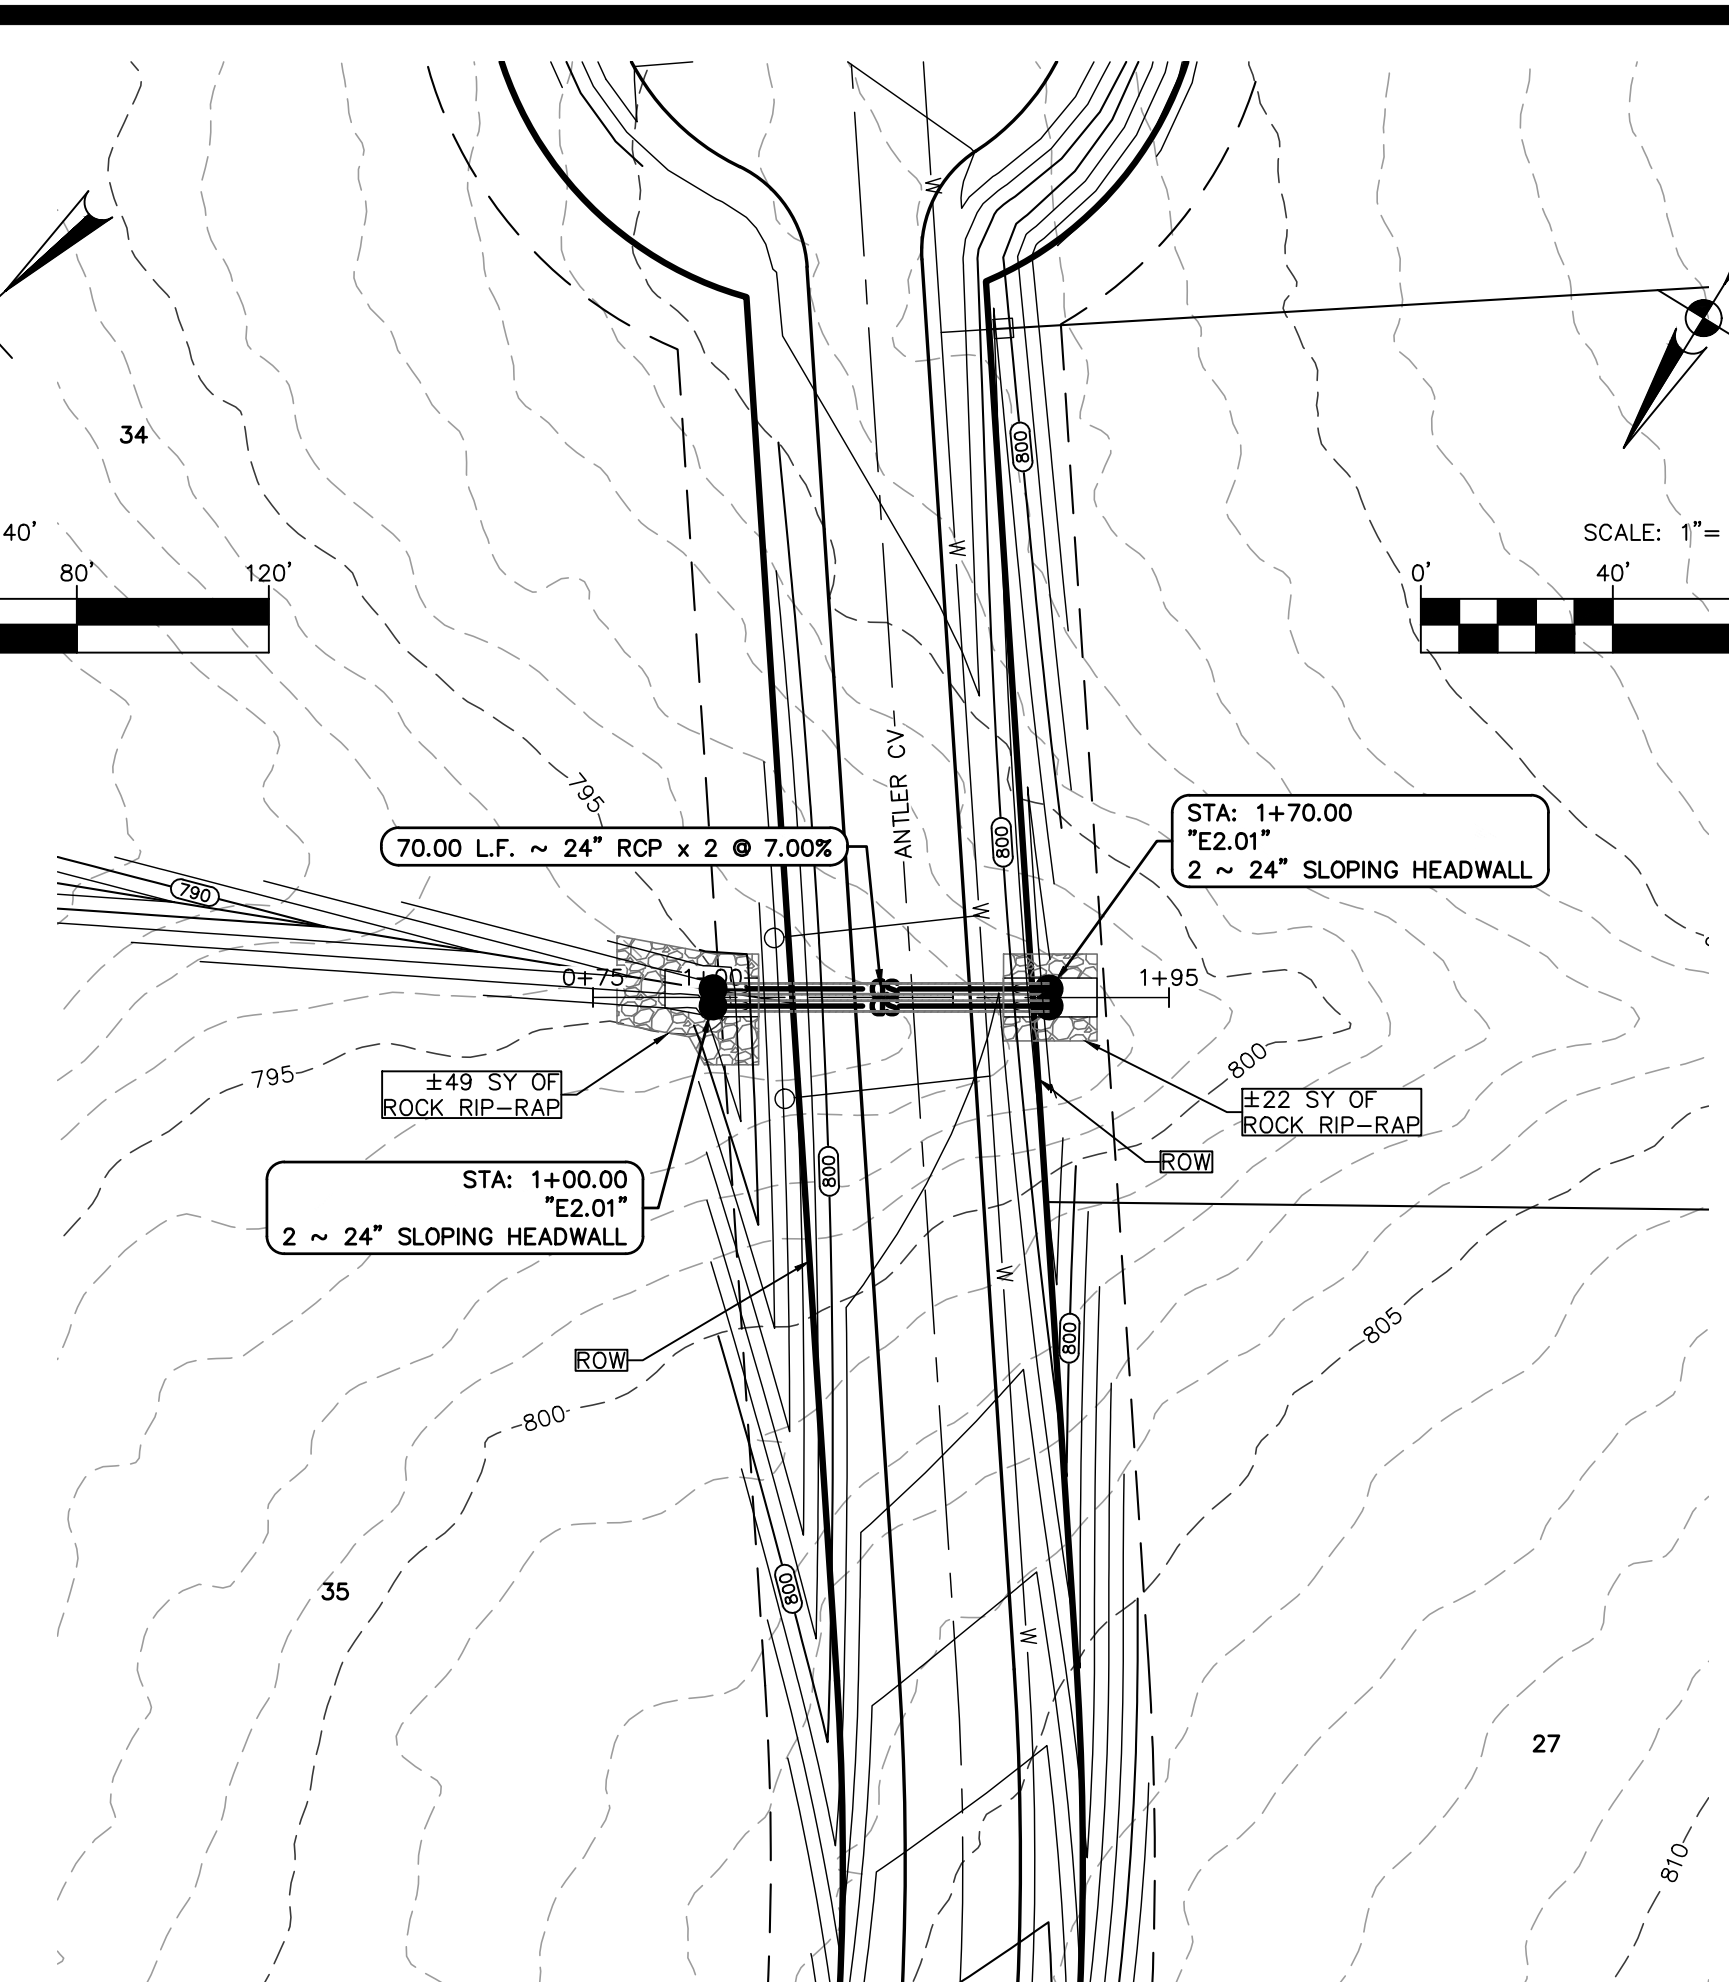 34
40'
80' 120'
SCALE: 1"=
0' 40'
800
795
ANTLER CV
STA: 1+70.00
"E2.01"
2 ~ 24" SLOPING HEADWALL
70.00 L.F. ~ 24" RCP x 2 @ 7.00%
800
790
W
W
W
0+75 1+00
SD
1+95
795
±49 SY OF
ROCK RIP-RAP
800
±22 SY OF
ROCK RIP-RAP
ROW
STA: 1+00.00
"E2.01"
2 ~ 24" SLOPING HEADWALL
800
W
ROW
800
805
800
35
800
W
27
810